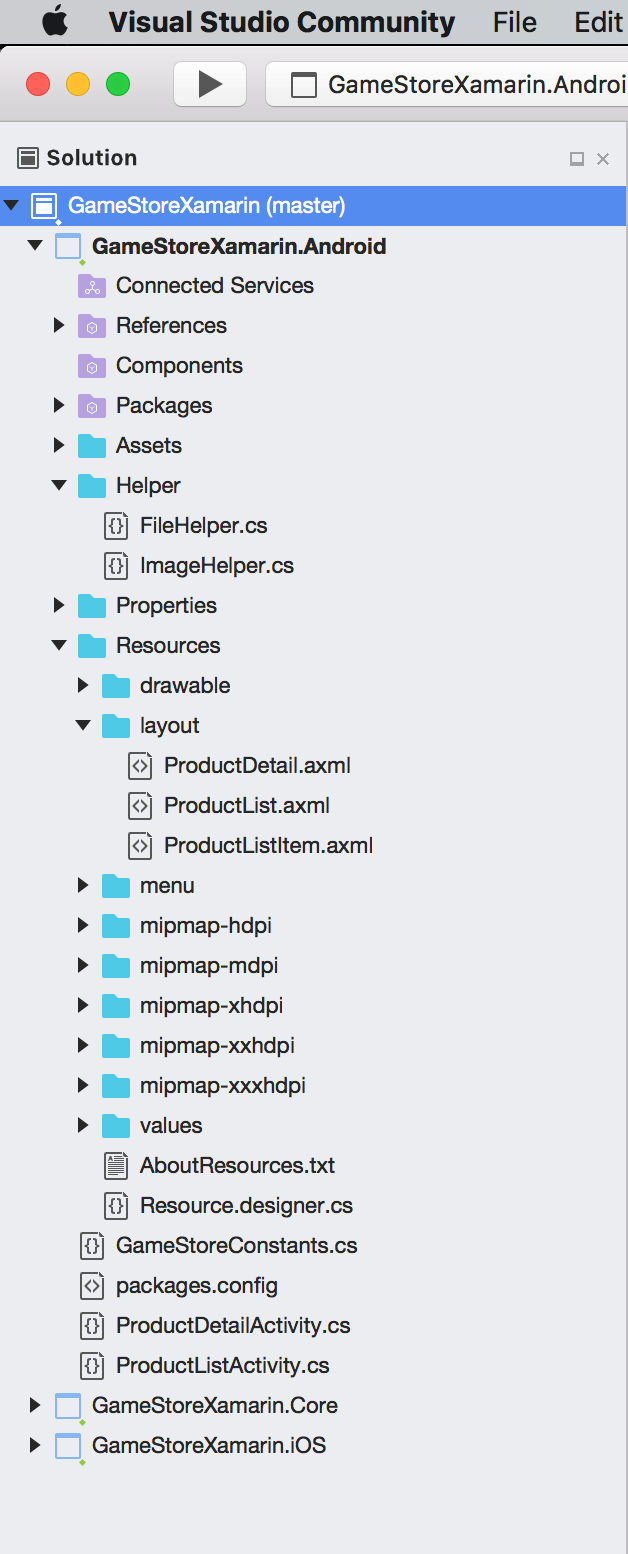 Visual Studio Community File Edit
GameStoreXamarin.Androi
Solution
GameStoreXamarin (master)
GameStoreXamarin.Android
Connected Services
References
Components
Packages
Assets
Helper
FileHelper.cs
ImageHelper.cs
Properties
Resources
drawable
layout
ProductDetail.axml
ProductList.axml
ProductListItem.axml
menu
mipmap-hdpi
mipmap-mdpi
mipmap-xhdpi
mipmap-xxhdpi
mipmap-xxxhdpi
values
AboutResources.txt
Resource.designer.cs
GameStoreConstants.cs
packages.config
ProductDetailActivity.cs
ProductListActivity.cs
GameStoreXamarin.Core
GameStoreXamarin.iOS